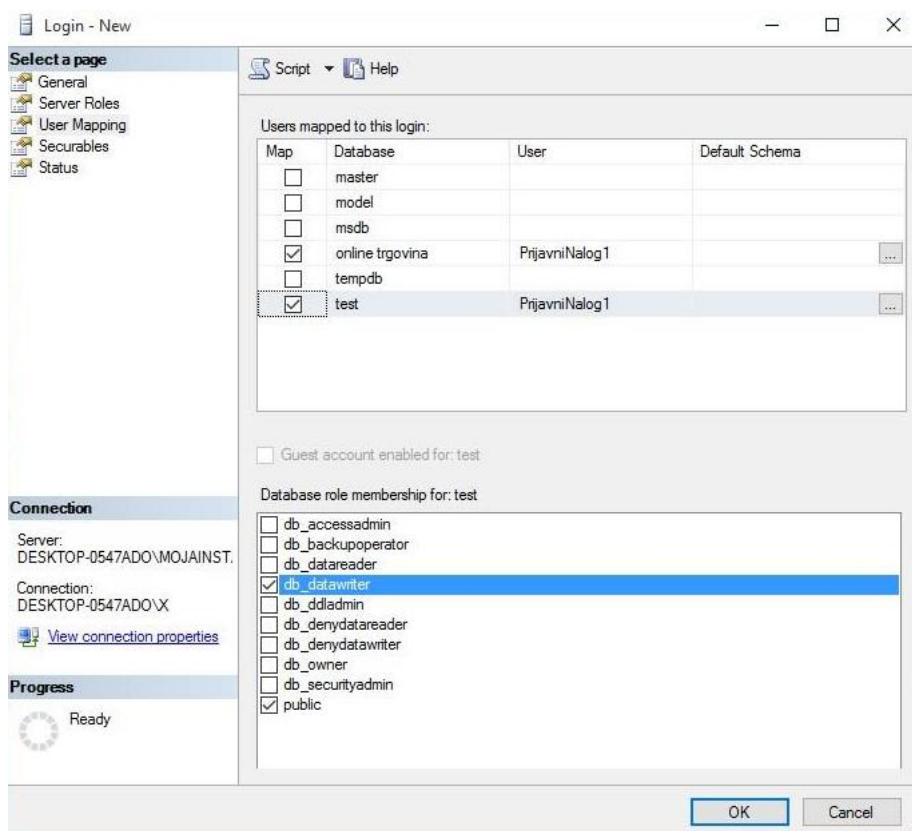 Login - New
Select a page
General
Server Roles
User Mapping
Securables
Status
Script Help
Users mapped to this login:
Map Database User Default Schema
master
model
msdb
online trgovina PrijavniNalog1 ...
tempdb
test PrijavniNalog1 ...
Guest account enabled for: test
Database role membership for: test
db_accessadmin
db_backupoperator
db_datareader
db_datawriter
db_ddladmin
db_denydatareader
db_denydatawriter
db_owner
db_securityadmin
public
Connection
Server:
DESKTOP-0547ADO\MOJAINST.
Connection:
DESKTOP-0547ADO\X
View connection properties
Progress
Ready
OK Cancel